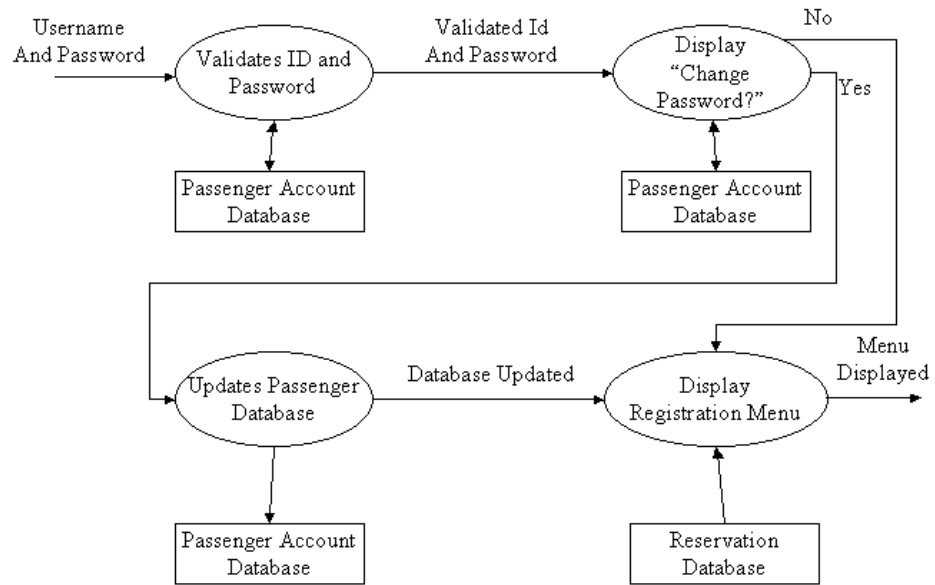 Username
And Password
Validates ID and
Password
Validated Id
And Password
Display
“Change
Password?”
No
Yes
Passenger Account
Database
Passenger Account
Database
Updates Passenger
Database
Database Updated
Display
Registration Menu
Menu
Displayed
Passenger Account
Database
Reservation
Database